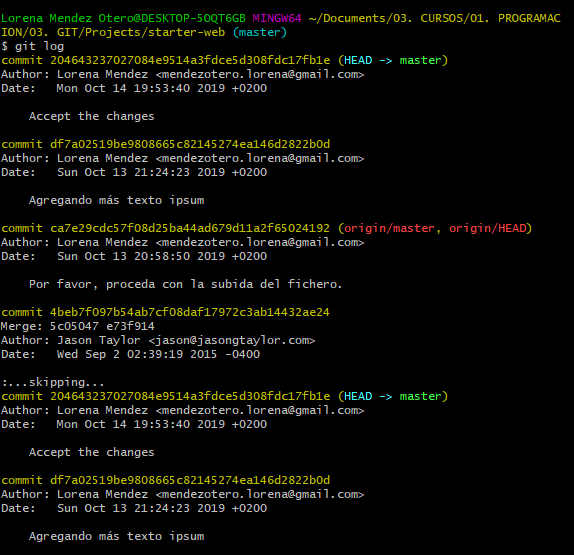 Lorena Mendez Otero@DESKTOP-5OQT6GB MINGW64 ~/Documents/03. CURSOS/01. PROGRAMAC
ION/03. GIT/Projects/starter-web (master)
$ git log
commit 204643237027084e9514a3fdce5d308fdc17fb1e (HEAD -> master)
Author: Lorena Mendez <mendezotero.lorena@gmail.com>
Date:   Mon Oct 14 19:53:40 2019 +0200
Accept the changes
commit df7a02519be9808665c82145274ea146d2822b0d
Author: Lorena Mendez <mendezotero.lorena@gmail.com>
Date:   Sun Oct 13 21:24:23 2019 +0200
Agregando más texto ipsum
commit ca7e29cdc57f08d25ba44ad679d11a2f65024192 (origin/master, origin/HEAD)
Author: Lorena Mendez <mendezotero.lorena@gmail.com>
Date:   Sun Oct 13 20:58:50 2019 +0200
Por favor, proceda con la subida del fichero.
commit 4beb7f097b54ab7cf08daf17972c3ab14432ae24
Merge: 5c05047 e73f914
Author: Jason Taylor <jason@jasongtaylor.com>
Date:   Wed Sep 2 02:39:19 2015 -0400
:...skipping...
commit 204643237027084e9514a3fdce5d308fdc17fb1e (HEAD -> master)
Author: Lorena Mendez <mendezotero.lorena@gmail.com>
Date:   Mon Oct 14 19:53:40 2019 +0200
Accept the changes
commit df7a02519be9808665c82145274ea146d2822b0d
Author: Lorena Mendez <mendezotero.lorena@gmail.com>
Date:   Sun Oct 13 21:24:23 2019 +0200
Agregando más texto ipsum